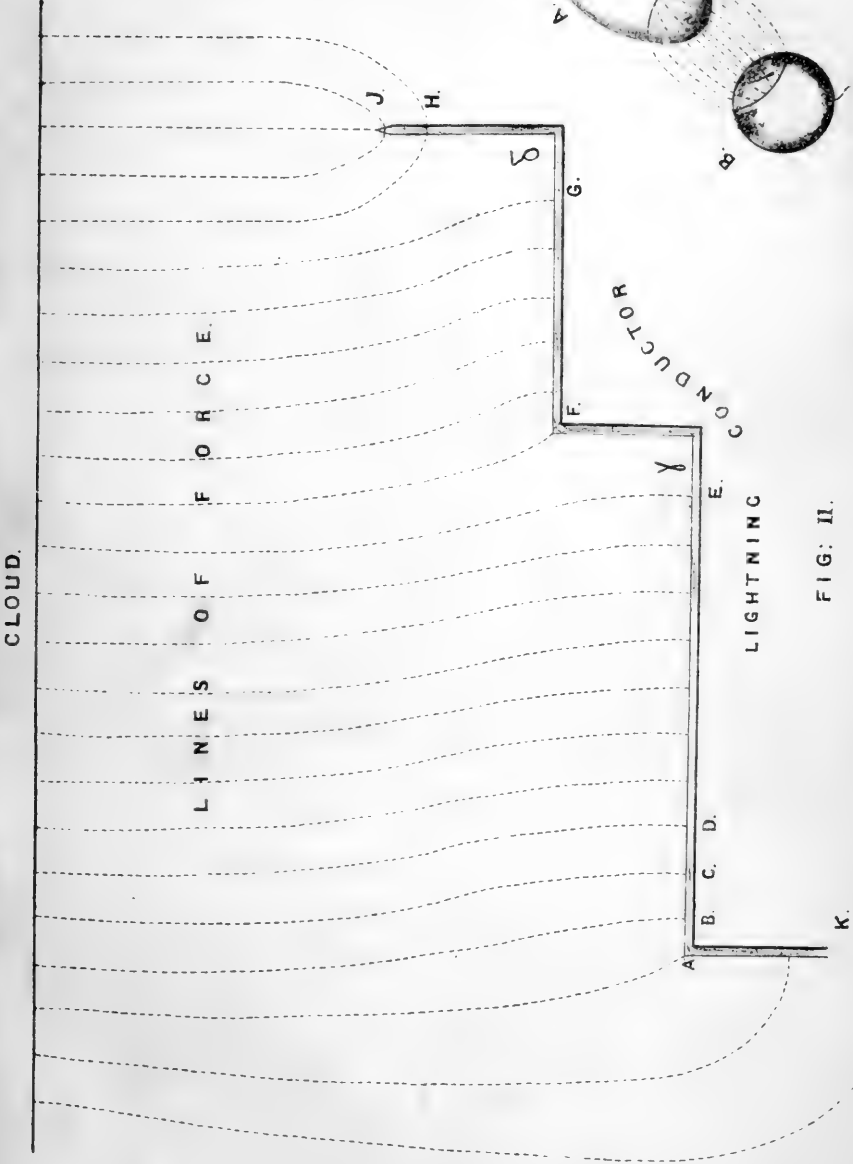 CLOUD.
LINES OF FORCE.
J.
H.
δ
G.
F.
γ
E.
D.
C.
B.
A
K.
LIGHTNING
CONDUCTOR
FIG: II.
A
B.